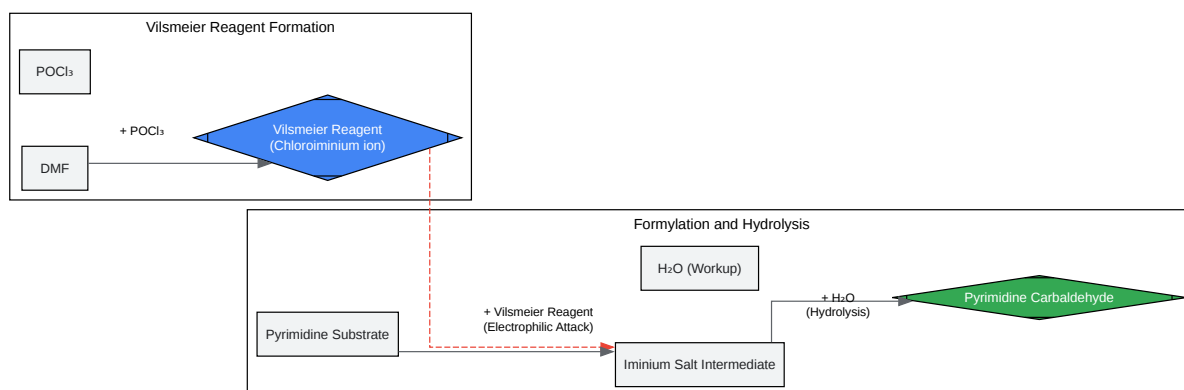 Vilsmeier Reagent Formation
POCl₃
+ POCl₃
Vilsmeier Reagent
(Chloroiminium ion)
DMF
Formylation and Hydrolysis
H₂O (Workup)
Pyrimidine Substrate
+ Vilsmeier Reagent
(Electrophilic Attack)
Iminium Salt Intermediate
+ H₂O
(Hydrolysis)
Pyrimidine Carbaldehyde